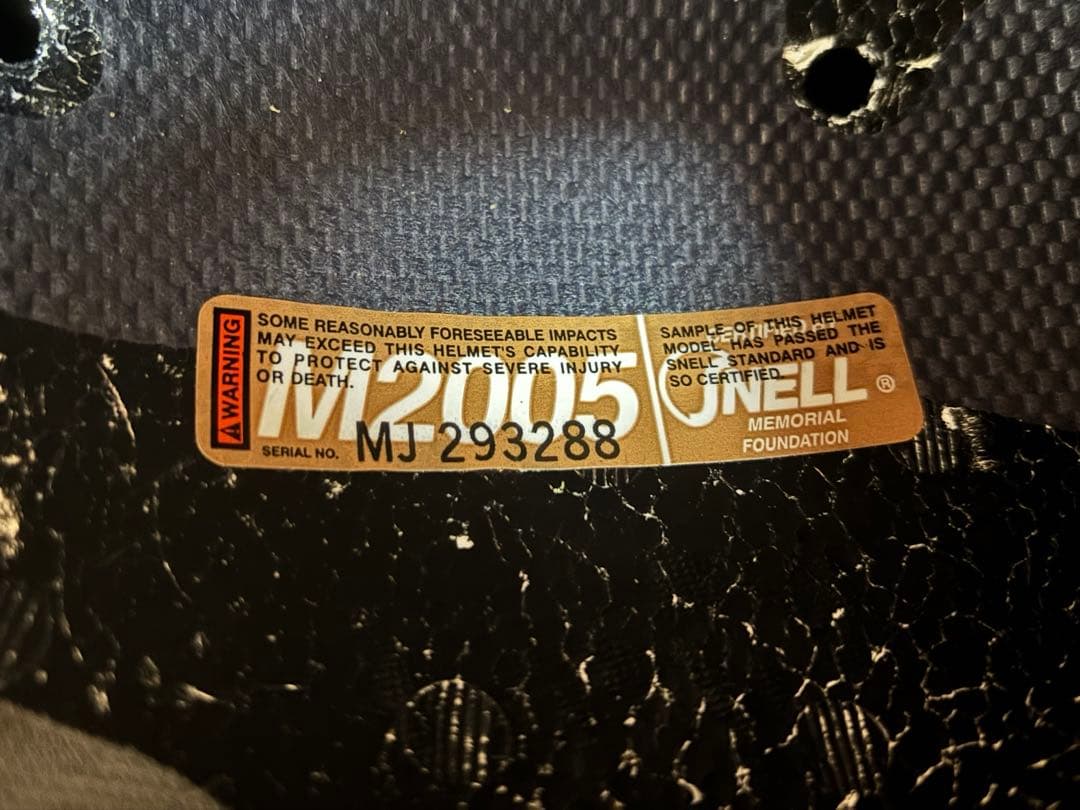 ⚠WARNING
SOME REASONABLY FORESEEABLE IMPACTS
MAY EXCEED THIS HELMET'S CAPABILITY
TO PROTECT AGAINST SEVERE INJURY
OR DEATH.
M2005
SERIAL NO. MJ 293288
SAMPLE OF THIS HELMET
MODEL HAS PASSED THE
SNELL STANDARD AND IS
SO CERTIFIED
SNELL®
MEMORIAL
FOUNDATION